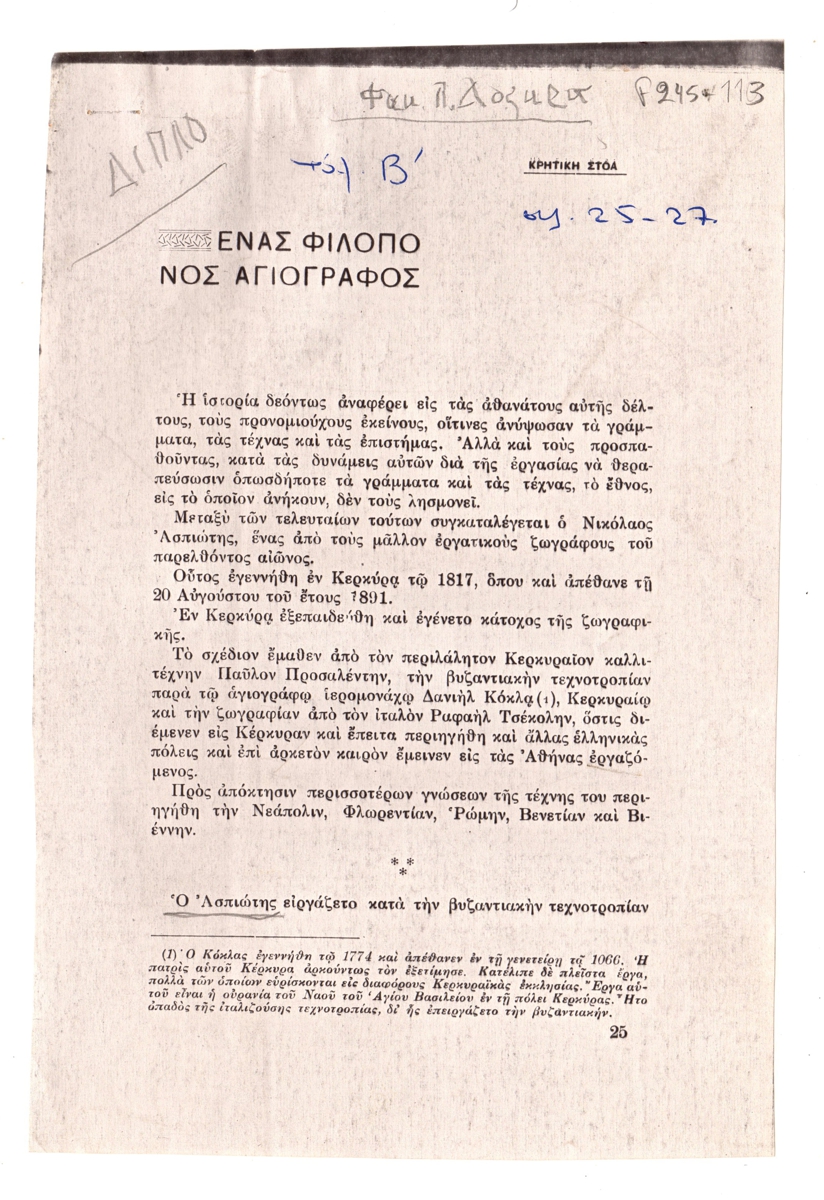 Φακ. Π. Δοξαρα
ΔΙΠΛΟ
τόμ. Β'
ΚΡΗΤΙΚΗ ΣΤΟΑ
σελ. 25-27
ΕΝΑΣ ΦΙΛΟΠΟ
ΝΟΣ ΑΓΙΟΓΡΑΦΟΣ
Ἡ ἱστορία δεόντως ἀναφέρει εἰς τὰς ἀθανάτους αὐτῆς δέλ-
τους, τοὺς προνομιούχους ἐκείνους, οἵτινες ἀνύψωσαν τὰ γράμ-
ματα, τὰς τέχνας καὶ τὰς ἐπιστήμας. Ἀλλὰ καὶ τοὺς προσπα-
θοῦντας, κατὰ τὰς δυνάμεις αὐτῶν διὰ τῆς ἐργασίας νὰ θερα-
πεύσωσιν ὁπωσδήποτε τὰ γράμματα καὶ τὰς τέχνας, τὸ ἔθνος,
εἰς τὸ ὁποῖον ἀνήκουν, δὲν τοὺς λησμονεῖ.
Μεταξὺ τῶν τελευταίων τούτων συγκαταλέγεται ὁ Νικόλαος
Ἀσπιώτης, ἕνας ἀπὸ τοὺς μᾶλλον ἐργατικοὺς ζωγράφους τοῦ
παρελθόντος αἰῶνος.
Οὗτος ἐγεννήθη ἐν Κερκύρᾳ τῷ 1817, ὅπου καὶ ἀπέθανε τῇ
20 Αὐγούστου τοῦ ἔτους 1891.
Ἐν Κερκύρᾳ ἐξεπαιδεύθη καὶ ἐγένετο κάτοχος τῆς ζωγραφι-
κῆς.
Τὸ σχέδιον ἔμαθεν ἀπὸ τὸν περιλάλητον Κερκυραῖον καλλι-
τέχνην Παῦλον Προσαλέντην, τὴν βυζαντιακὴν τεχνοτροπίαν
παρὰ τῷ ἁγιογράφῳ ἱερομονάχῳ Δανιὴλ Κόκλᾳ (1), Κερκυραίῳ
καὶ τὴν ζωγραφίαν ἀπὸ τὸν ἰταλὸν Ραφαὴλ Τσέκολην, ὅστις δι-
έμενεν εἰς Κέρκυραν καὶ ἔπειτα περιηγήθη καὶ ἄλλας ἑλληνικὰς
πόλεις καὶ ἐπὶ ἀρκετὸν καιρὸν ἔμεινεν εἰς τὰς Ἀθήνας ἐργαζό-
μενος.
Πρὸς ἀπόκτησιν περισσοτέρων γνώσεων τῆς τέχνης του περι-
ηγήθη τὴν Νεάπολιν, Φλωρεντίαν, Ῥώμην, Βενετίαν καὶ Βι-
έννην.
* *
*
Ὁ Ἀσπιώτης εἰργάζετο κατὰ τὴν βυζαντιακὴν τεχνοτροπίαν
(1) Ὁ Κόκλας ἐγεννήθη τῷ 1774 καὶ ἀπέθανεν ἐν τῇ γενετείρῃ τῷ 1066. Ἡ
πατρὶς αὐτοῦ Κέρκυρα ἀρκούντως τὸν ἐξετίμησε. Κατέλιπε δὲ πλεῖστα ἔργα,
πολλὰ τῶν ὁποίων εὑρίσκονται εἰς διαφόρους Κερκυραϊκὰς ἐκκλησίας. Ἔργα αὐ-
τοῦ εἶναι ἡ οὐρανία τοῦ Ναοῦ τοῦ Ἁγίου Βασιλείου ἐν τῇ πόλει Κερκύρας. Ἦτο
ὀπαδὸς τῆς ἰταλιζούσης τεχνοτροπίας, δι' ἧς ἐπειργάζετο τὴν βυζαντιακήν.
25